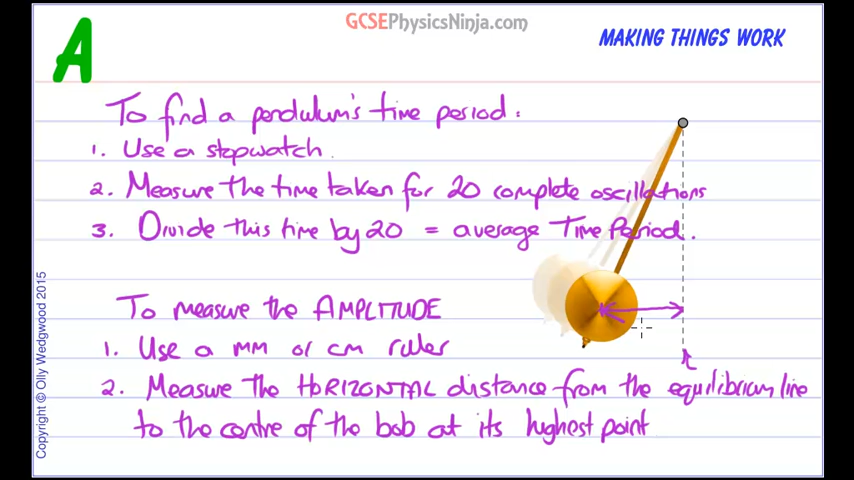 GCSEPhysicsNinja.com
A
MAKING THINGS WORK
To find a pendulum's time period:
1. Use a stopwatch.
2. Measure the time taken for 20 complete oscillations
3. Divide this time by 20 = average Time Period.
To measure the AMPLITUDE
1. Use a mm or cm ruler
2. Measure the HORIZONTAL distance from the equilibrium line
to the centre of the bob at its highest point
Copyright © Olly Wedgwood 2015